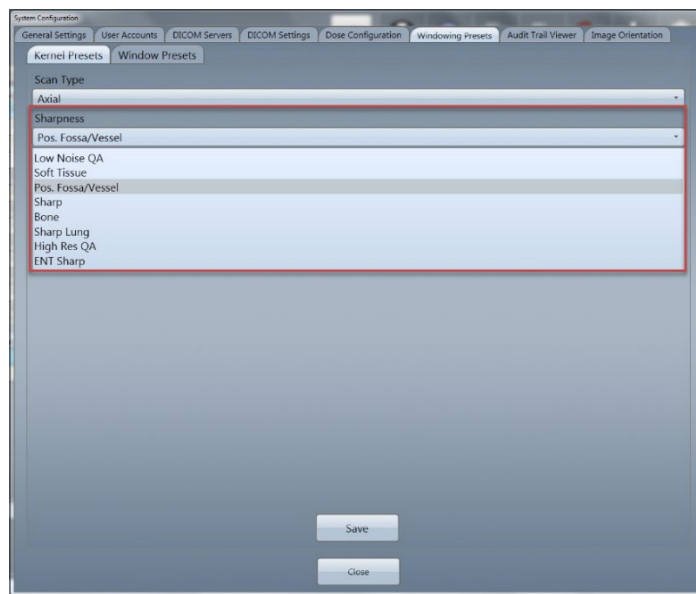 System Configuration
General Settings User Accounts DICOM Servers DICOM Settings Dose Configuration Windowing Presets Audit Trail Viewer Image Orientation
Kernel Presets Window Presets
Scan Type
Axial
Sharpness
Pos. Fossa/Vessel
Low Noise QA
Soft Tissue
Pos. Fossa/Vessel
Sharp
Bone
Sharp Lung
High Res QA
ENT Sharp
Save
Close